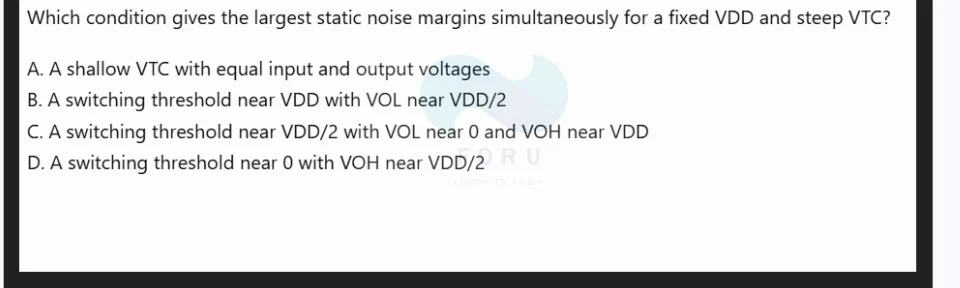 Which condition gives the largest static noise margins simultaneously for a fixed VDD and steep VTC?
A. A shallow VTC with equal input and output voltages
B. A switching threshold near VDD with VOL near VDD/2
C. A switching threshold near VDD/2 with VOL near 0 and VOH near VDD
D. A switching threshold near 0 with VOH near VDD/2
FORU